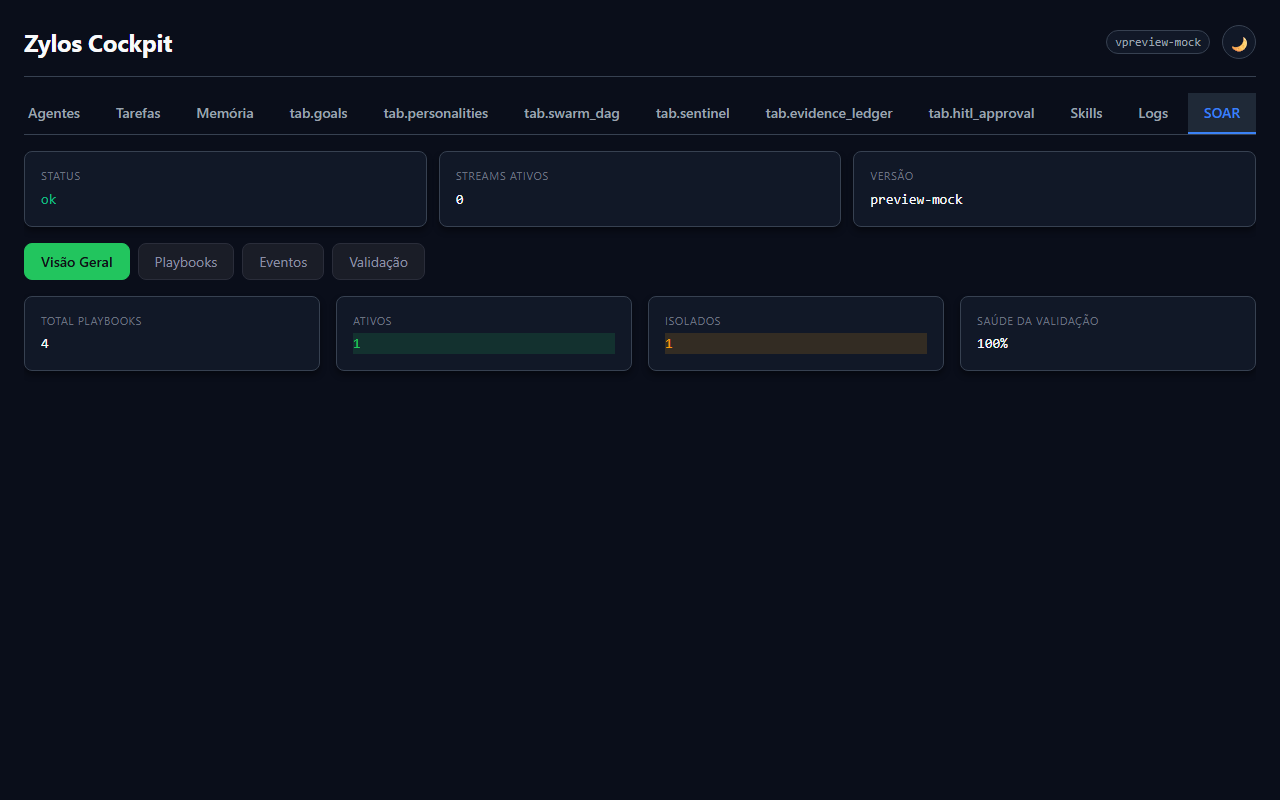 Zylos Cockpit
vpreview-mock
Agentes Tarefas Memória tab.goals tab.personalities tab.swarm_dag tab.sentinel tab.evidence_ledger tab.hitl_approval Skills Logs SOAR
STATUS
ok
STREAMS ATIVOS
0
VERSÃO
preview-mock
Visão Geral Playbooks Eventos Validação
TOTAL PLAYBOOKS
4
ATIVOS
1
ISOLADOS
1
SAÚDE DA VALIDAÇÃO
100%